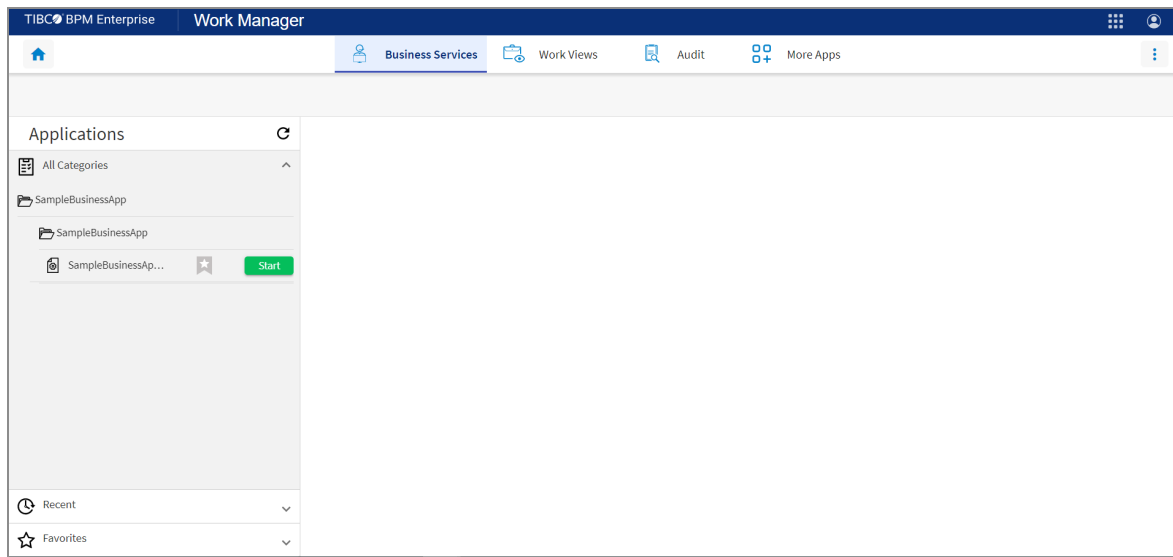 TIBCO BPM Enterprise Work Manager
Business Services Work Views Audit More Apps
Applications
All Categories
SampleBusinessApp
SampleBusinessApp
SampleBusinessAp... Start
Recent
Favorites